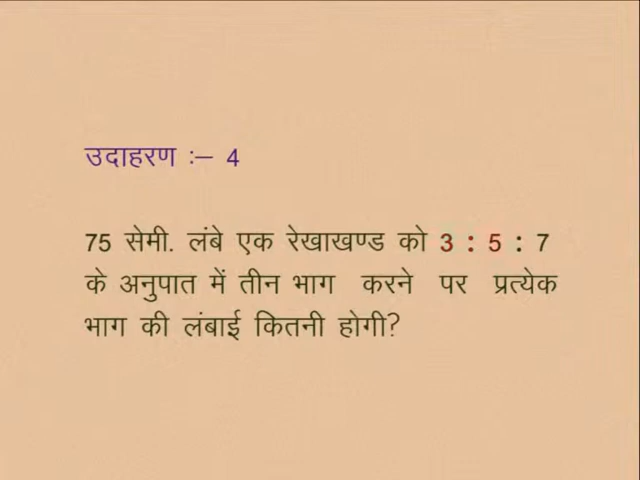 उदाहरण :– 4
75 सेमी. लंबे एक रेखाखण्ड को 3 : 5 : 7
के अनुपात में तीन भाग करने पर प्रत्येक
भाग की लंबाई कितनी होगी?